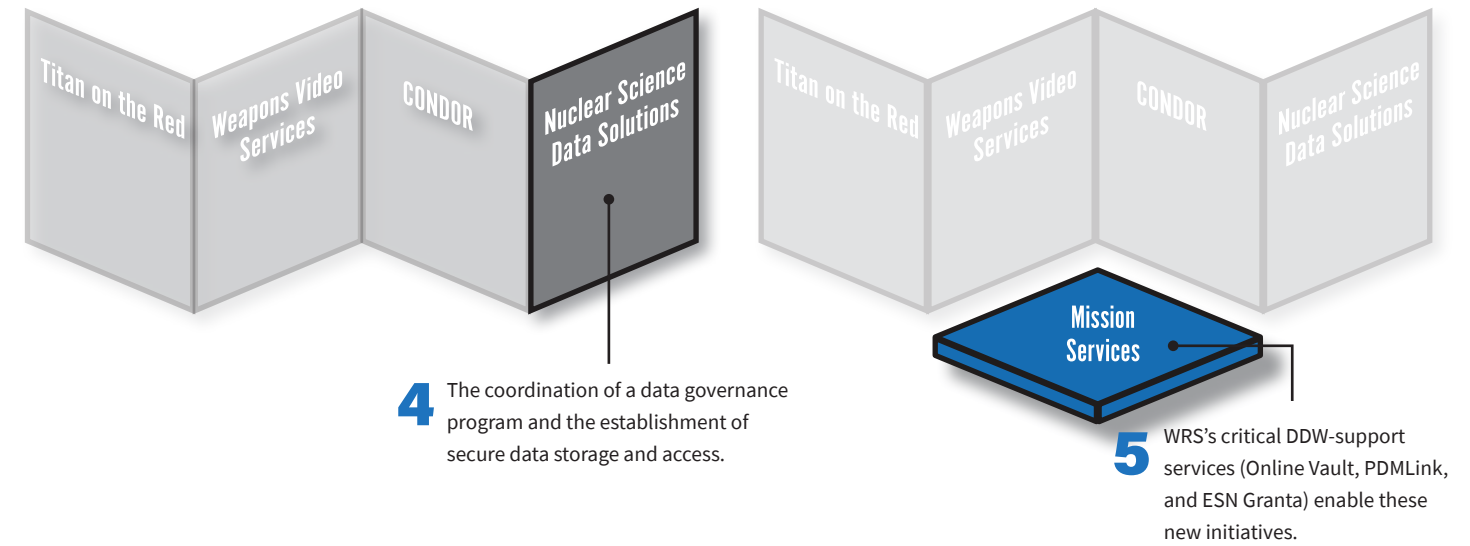 Titan on the Red
Weapons Video
Services
CONDOR
Nuclear Science
Data Solutions
4
The coordination of a data governance
program and the establishment of
secure data storage and access.
Titan on the Red
Weapons Video
Services
CONDOR
Nuclear Science
Data Solutions
Mission
Services
5
WRS’s critical DDW-support
services (Online Vault, PDMLink,
and ESN Granta) enable these
new initiatives.